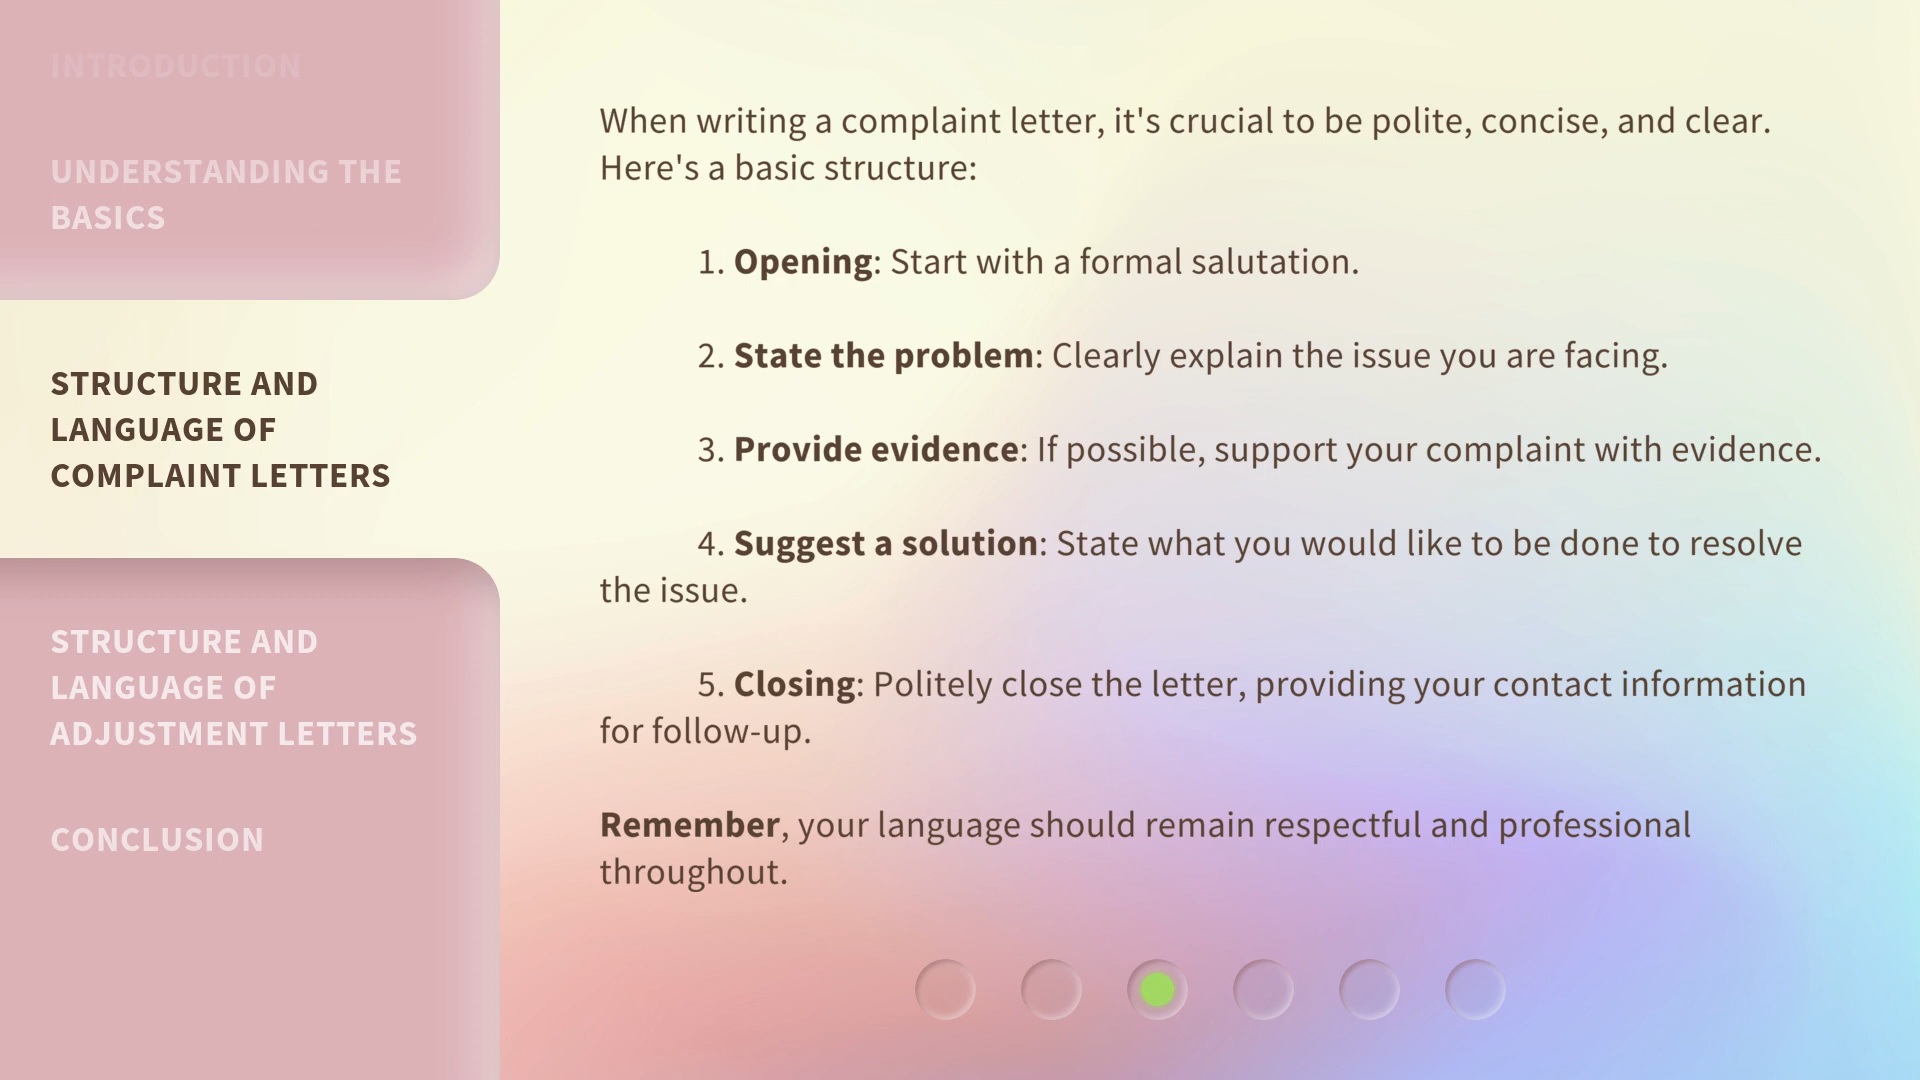 INTRODUCTION
UNDERSTANDING THE
BASICS
STRUCTURE AND
LANGUAGE OF
COMPLAINT LETTERS
STRUCTURE AND
LANGUAGE OF
ADJUSTMENT LETTERS
CONCLUSION
When writing a complaint letter, it's crucial to be polite, concise, and clear.
Here's a basic structure:
1. Opening: Start with a formal salutation.
2. State the problem: Clearly explain the issue you are facing.
3. Provide evidence: If possible, support your complaint with evidence.
4. Suggest a solution: State what you would like to be done to resolve
the issue.
5. Closing: Politely close the letter, providing your contact information
for follow-up.
Remember, your language should remain respectful and professional
throughout.